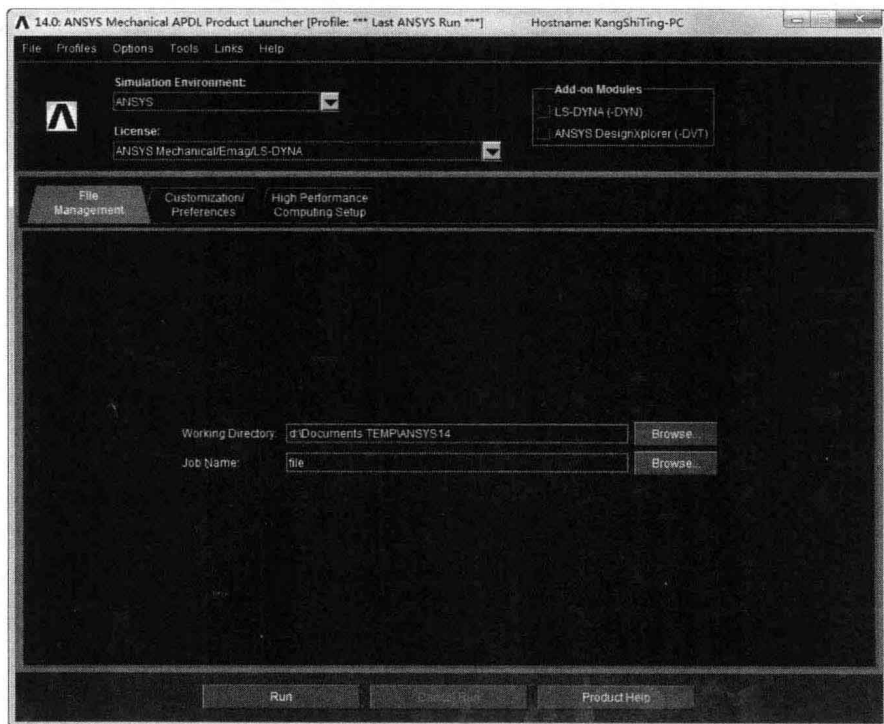 14.0: ANSYS Mechanical APDL Product Launcher [Profile: *** Last ANSYS Run ***] Hostname: KangShiTing-PC
File Profiles Options Tools Links Help
Simulation Environment:
ANSYS
License:
ANSYS Mechanical/Emag/LS-DYNA
Add-on Modules
LS-DYNA (-DYN)
ANSYS DesignXplorer (-DVT)
File Management
Customization/ Preferences
High Performance Computing Setup
Working Directory: d:\Documents TEMP\ANSYS14 Browse...
Job Name: file Browse...
Run Cancel Run Product Help